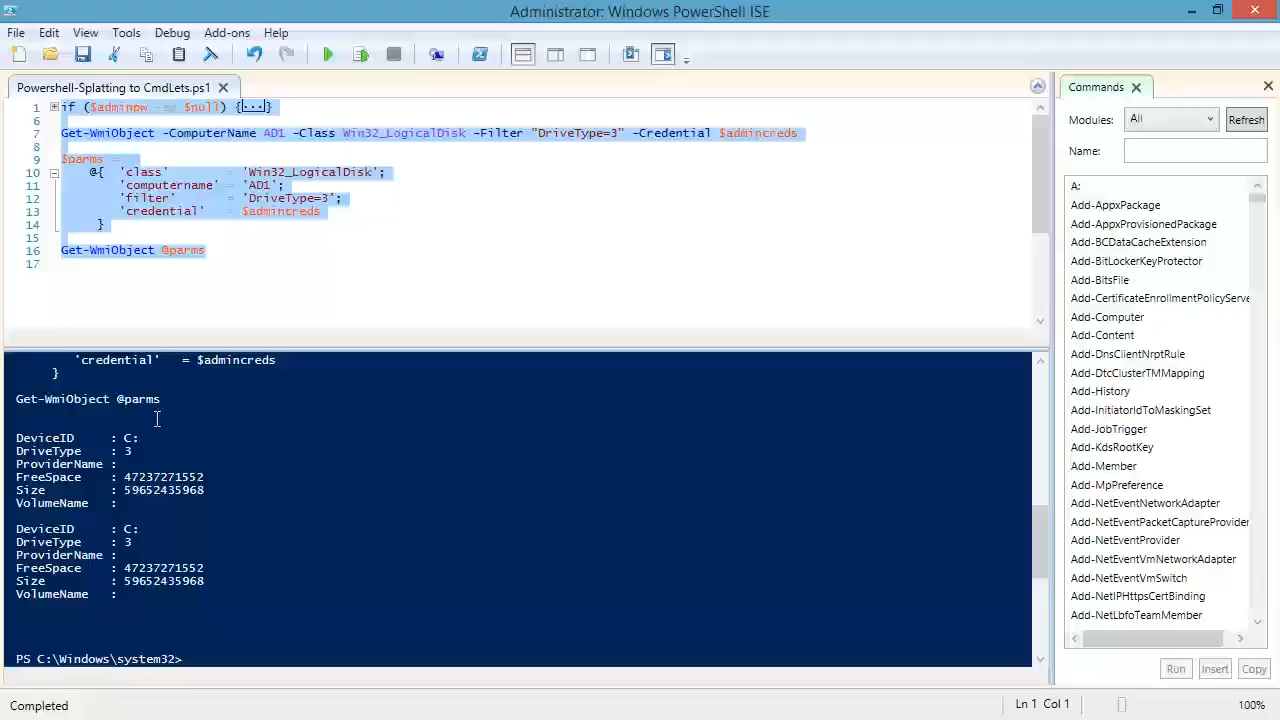 Administrator: Windows PowerShell ISE
File Edit View Tools Debug Add-ons Help
Powershell-Splatting to CmdLets.ps1
1 if ($adminpw -eq $null) {...}
6
7 Get-WmiObject -ComputerName AD1 -Class Win32_LogicalDisk -Filter "DriveType=3" -Credential $admincreds
8
9 $parms =
10 @{ 'class' = 'Win32_LogicalDisk';
11 'computername' = 'AD1';
12 'filter' = 'DriveType=3';
13 'credential' = $admincreds
14 }
15
16 Get-WmiObject @parms
17
'credential' = $admincreds
}
Get-WmiObject @parms
DeviceID : C:
DriveType : 3
ProviderName :
FreeSpace : 47237271552
Size : 59652435968
VolumeName :
DeviceID : C:
DriveType : 3
ProviderName :
FreeSpace : 47237271552
Size : 59652435968
VolumeName :
PS C:\Windows\system32>
Commands
Modules: All Refresh
Name:
A:
Add-AppxPackage
Add-AppxProvisionedPackage
Add-BCDataCacheExtension
Add-BitLockerKeyProtector
Add-BitsFile
Add-CertificateEnrollmentPolicyServe
Add-Computer
Add-Content
Add-DnsClientNrptRule
Add-DtcClusterTMMapping
Add-History
Add-InitiatorIdToMaskingSet
Add-JobTrigger
Add-KdsRootKey
Add-Member
Add-MpPreference
Add-NetEventNetworkAdapter
Add-NetEventPacketCaptureProvider
Add-NetEventProvider
Add-NetEventVmNetworkAdapter
Add-NetEventVmSwitch
Add-NetIPHttpsCertBinding
Add-NetLbfoTeamMember
Run Insert Copy
Completed
Ln 1 Col 1
100%